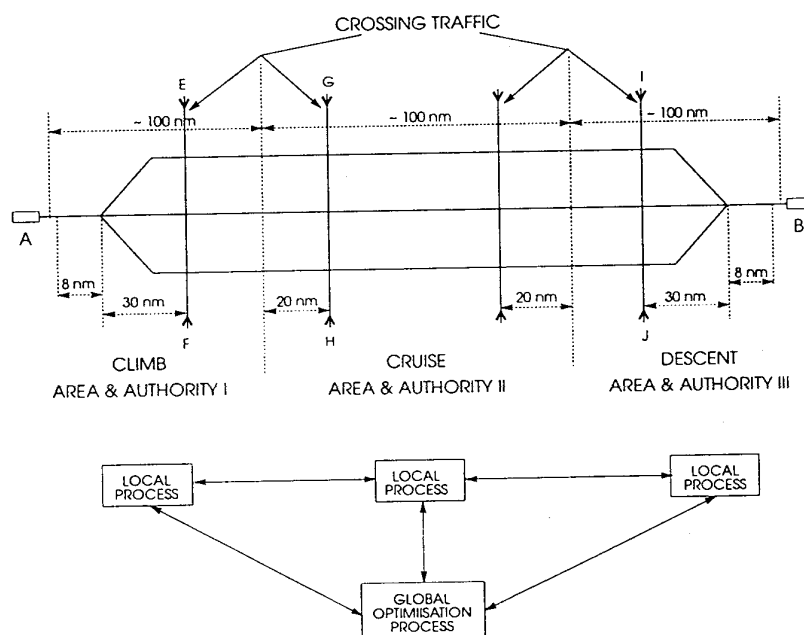 CROSSING TRAFFIC
E
G
I
~ 100 nm
~ 100 nm
~ 100 nm
A
B
8 nm
8 nm
30 nm
20 nm
20 nm
30 nm
F
H
J
CLIMB
AREA & AUTHORITY I
CRUISE
AREA & AUTHORITY II
DESCENT
AREA & AUTHORITY III
LOCAL
PROCESS
LOCAL
PROCESS
LOCAL
PROCESS
GLOBAL
OPTIMIISATION
PROCESS